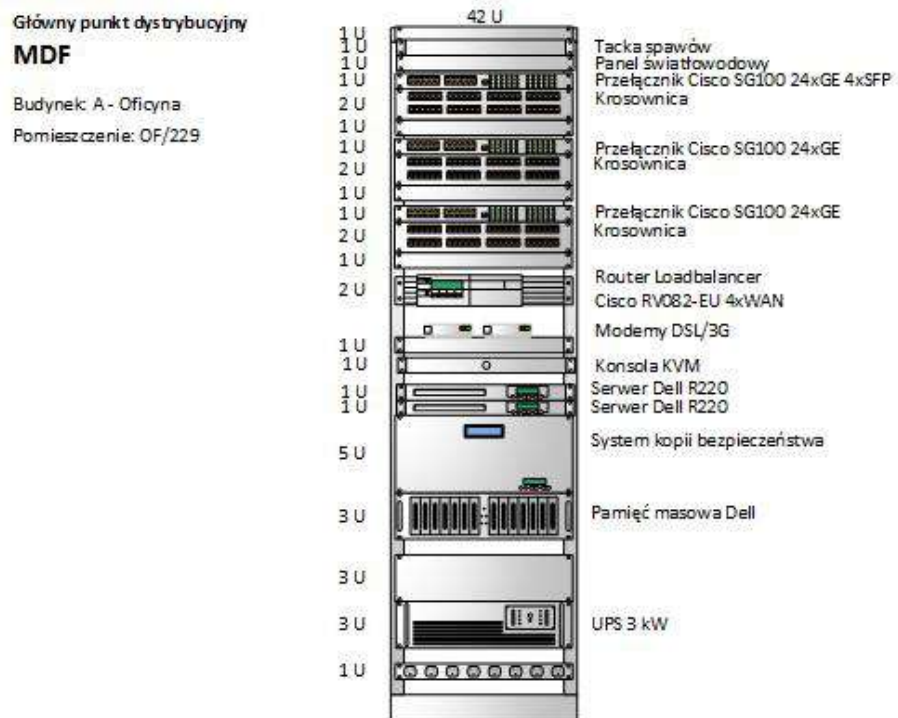 Główny punkt dystrybucyjny
MDF
Budynek: A - Oficyna
Pomieszczenie: OF/229
42 U
1 U
1 U Tacka spawów
1 U Panel światłowodowy
1 U Przełącznik Cisco SG100 24xGE 4xSFP
2 U Krosownica
1 U
1 U Przełącznik Cisco SG100 24xGE
2 U Krosownica
1 U
1 U Przełącznik Cisco SG100 24xGE
2 U Krosownica
1 U
2 U Router Loadbalancer
Cisco RV082-EU 4xWAN
Modemy DSL/3G
1 U
1 U Konsola KVM
1 U Serwer Dell R220
1 U Serwer Dell R220
5 U System kopii bezpieczeństwa
3 U Pamięć masowa Dell
3 U
3 U UPS 3 kW
1 U